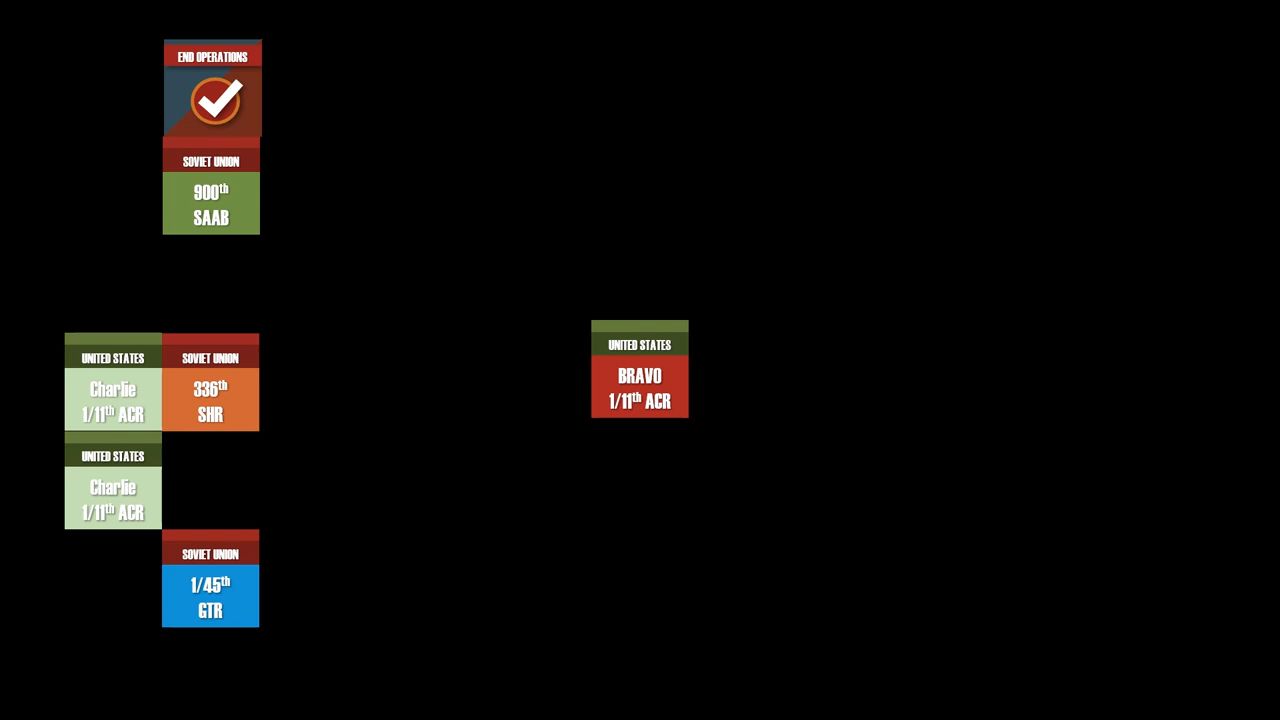 END OPERATIONS
SOVIET UNION
900th
SAAB
UNITED STATES
Charlie
1/11th ACR
SOVIET UNION
336th
SHR
UNITED STATES
BRAVO
1/11th ACR
UNITED STATES
Charlie
1/11th ACR
SOVIET UNION
1/45th
GTR